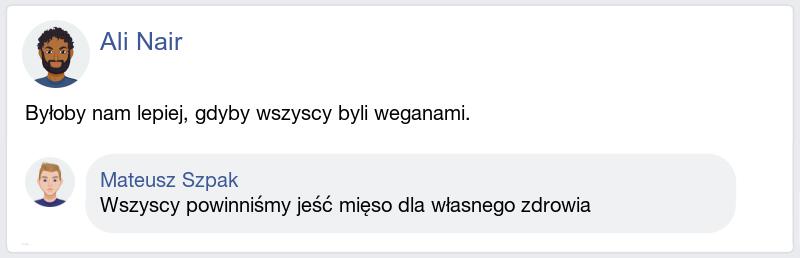 Ali Nair
Byłoby nam lepiej, gdyby wszyscy byli weganami.
Mateusz Szpak
Wszyscy powinniśmy jeść mięso dla własnego zdrowia